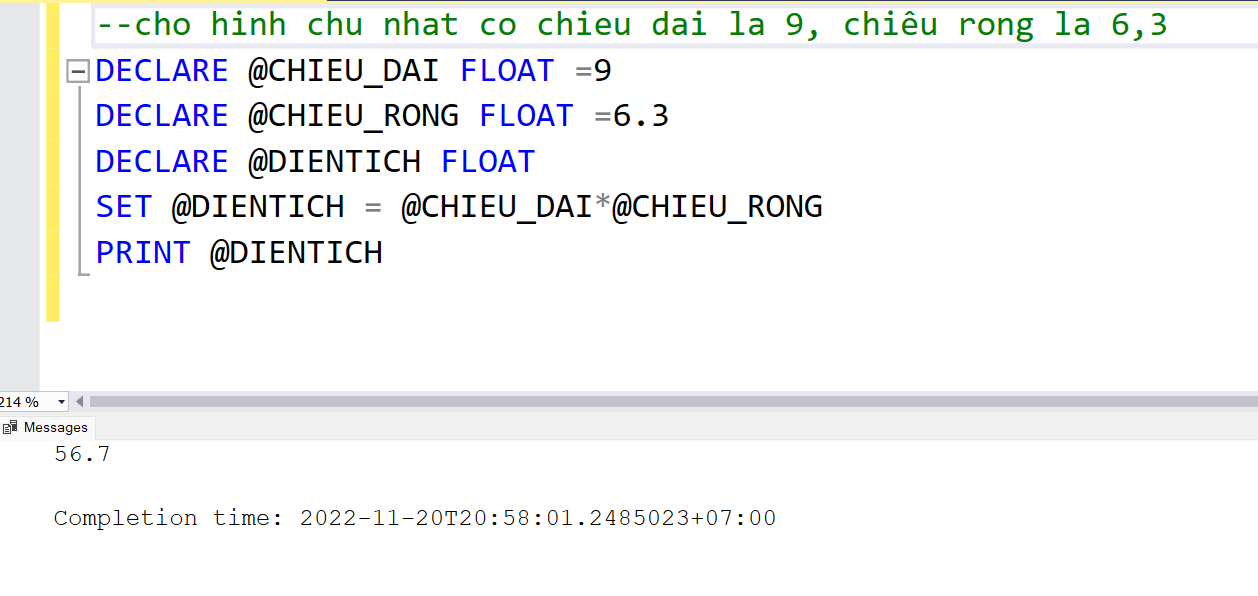 --cho hinh chu nhat co chieu dai la 9, chiêu rong la 6,3
DECLARE @CHIEU_DAI FLOAT =9
DECLARE @CHIEU_RONG FLOAT =6.3
DECLARE @DIENTICH FLOAT
SET @DIENTICH = @CHIEU_DAI*@CHIEU_RONG
PRINT @DIENTICH
214 %
Messages
56.7
Completion time: 2022-11-20T20:58:01.2485023+07:00